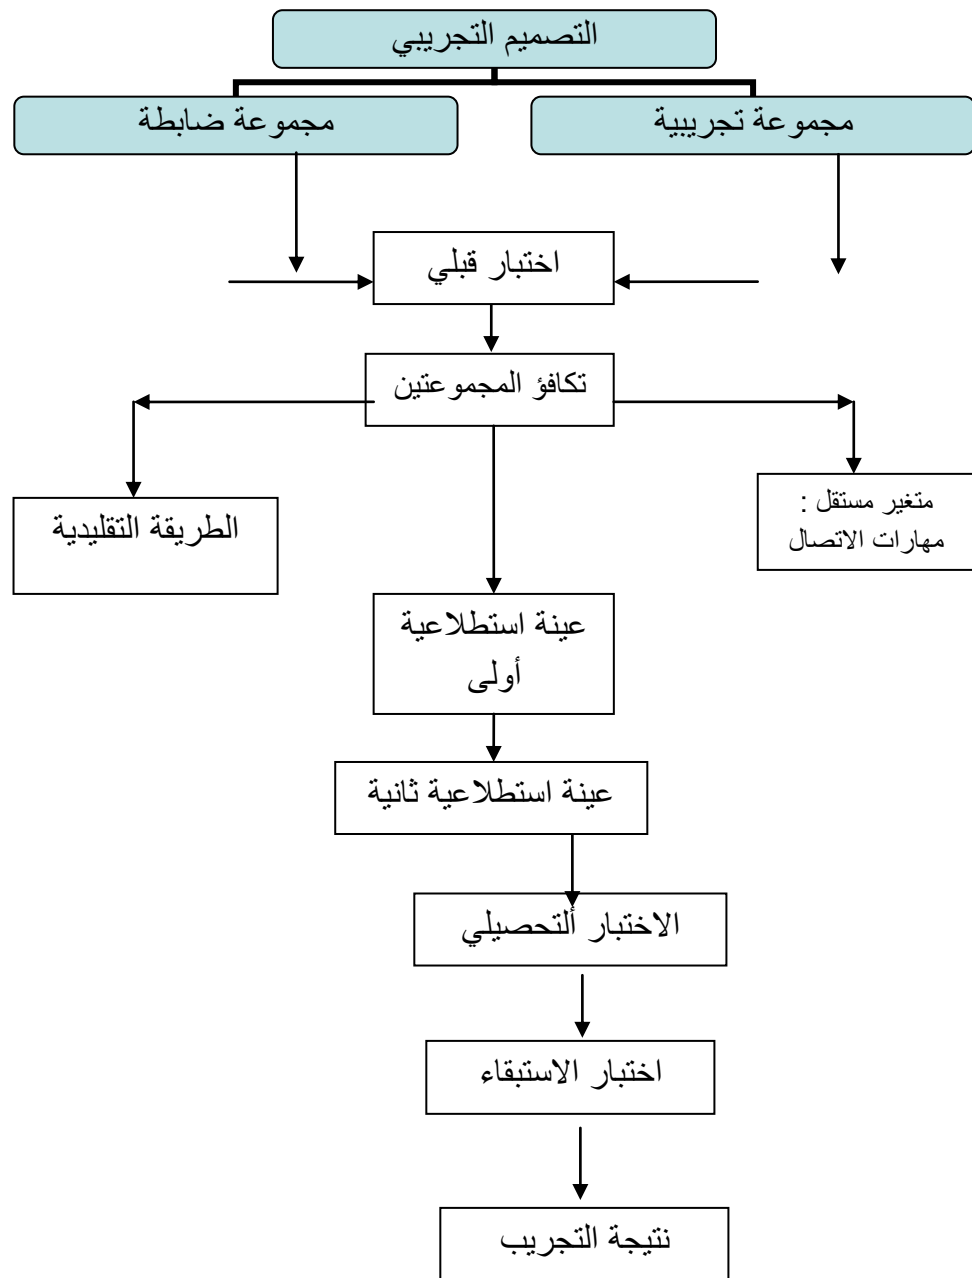 التصميم التجريبي
مجموعة تجريبية
مجموعة ضابطة
اختبار قبلي
تكافؤ المجموعتين
متغير مستقل :
مهارات الاتصال
الطريقة التقليدية
عينة استطلاعية
أولى
عينة استطلاعية ثانية
الاختبار ألتحصيلي
اختبار الاستبقاء
نتيجة التجريب